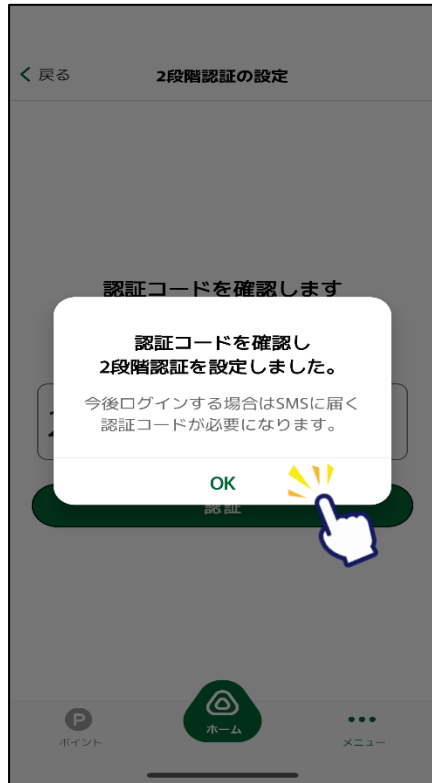 戻る
2段階認証の設定
認証コードを確認します
認証コードを確認し
2段階認証を設定しました。
今後ログインする場合はSMSに届く
認証コードが必要になります。
OK
認証
P
ポイント
ホーム
メニュー